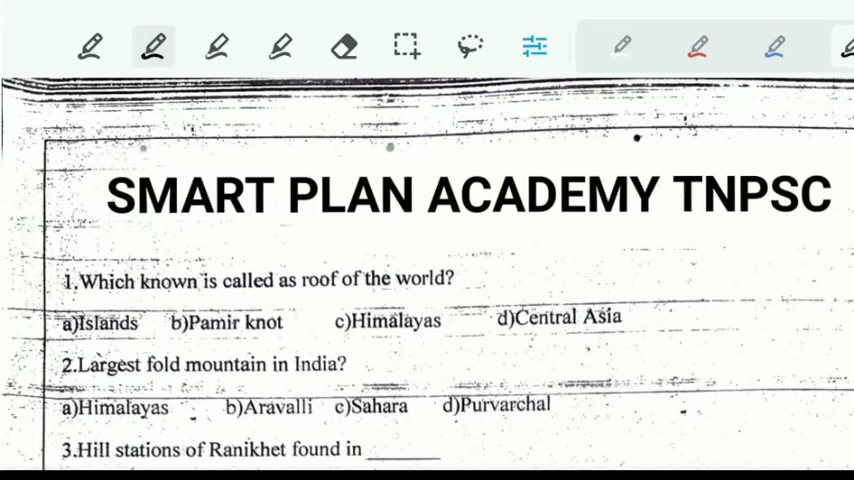 SMART PLAN ACADEMY TNPSC
1.Which known is called as roof of the world?
a)Islands b)Pamir knot c)Himalayas d)Central Asia
2.Largest fold mountain in India?
a)Himalayas b)Aravalli c)Sahara d)Purvarchal
3.Hill stations of Ranikhet found in ______